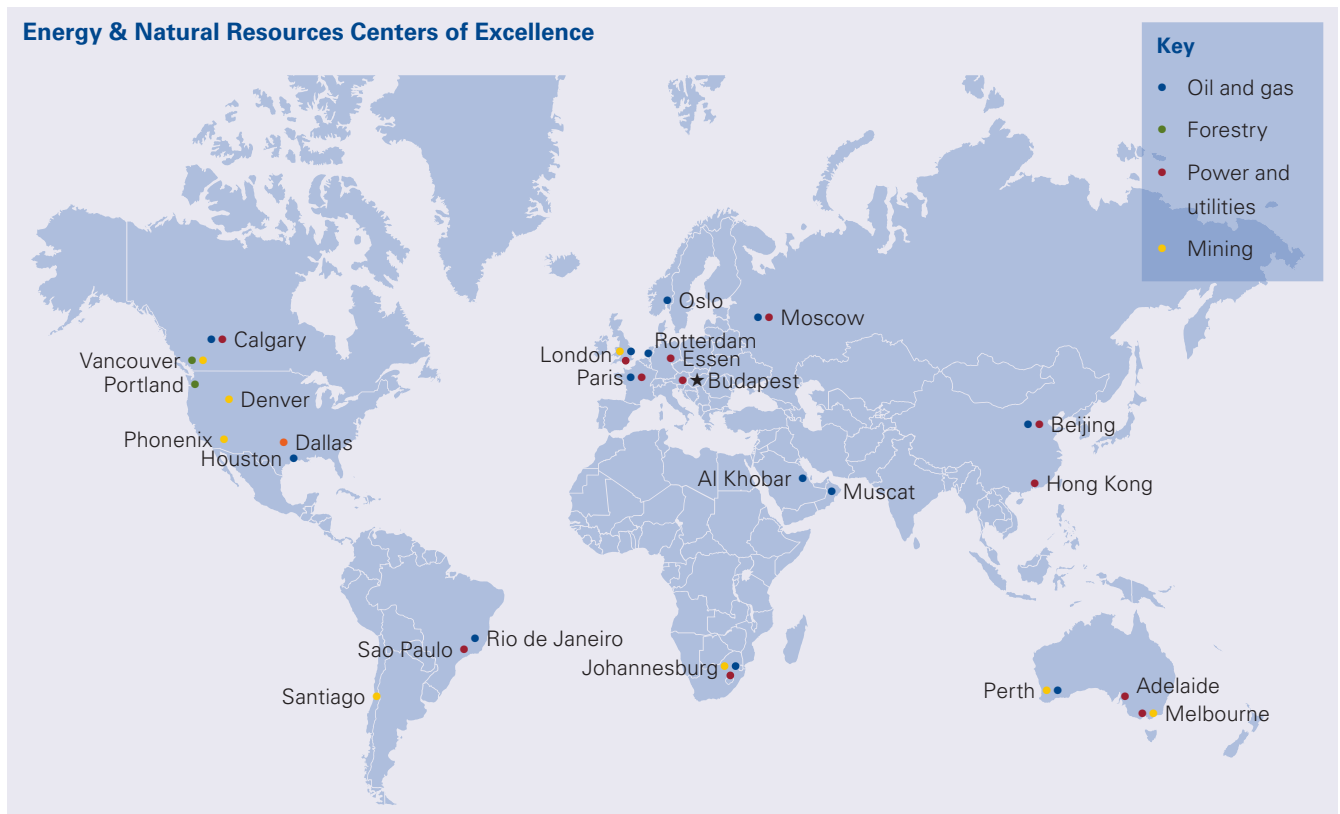 Energy & Natural Resources Centers of Excellence
Key
Oil and gas
Forestry
Power and
utilities
Mining
Oslo
Moscow
Calgary
Rotterdam
London
Essen
Vancouver
Paris
Budapest
Portland
Denver
Beijing
Phonenix
Dallas
Houston
Al Khobar
Hong Kong
Muscat
Rio de Janeiro
Sao Paulo
Johannesburg
Adelaide
Perth
Santiago
Melbourne